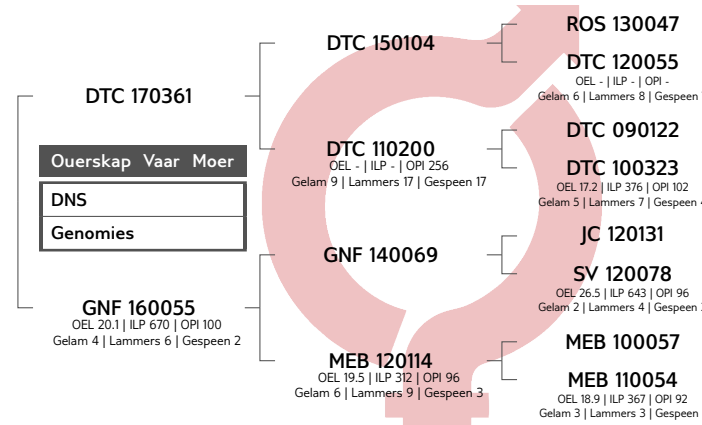 ROS 130047
DTC 150104
DTC 120055
OEL - | ILP - | OPI -
Gelam 6 | Lammers 8 | Gespeen
DTC 170361
DTC 110200
OEL - | ILP - | OPI 256
Gelam 9 | Lammers 17 | Gespeen 17
DTC 090122
DTC 100323
OEL 17.2 | ILP 376 | OPI 102
Gelam 5 | Lammers 7 | Gespeen 4
Ouerskap Vaar Moer
DNS
Genomies
JC 120131
GNF 140069
SV 120078
OEL 26.5 | ILP 643 | OPI 96
Gelam 2 | Lammers 4 | Gespeen
GNF 160055
OEL 20.1 | ILP 670 | OPI 100
Gelam 4 | Lammers 6 | Gespeen 2
MEB 100057
MEB 120114
OEL 19.5 | ILP 312 | OPI 96
Gelam 6 | Lammers 9 | Gespeen 3
MEB 110054
OEL 18.9 | ILP 367 | OPI 92
Gelam 3 | Lammers 3 | Gespeen